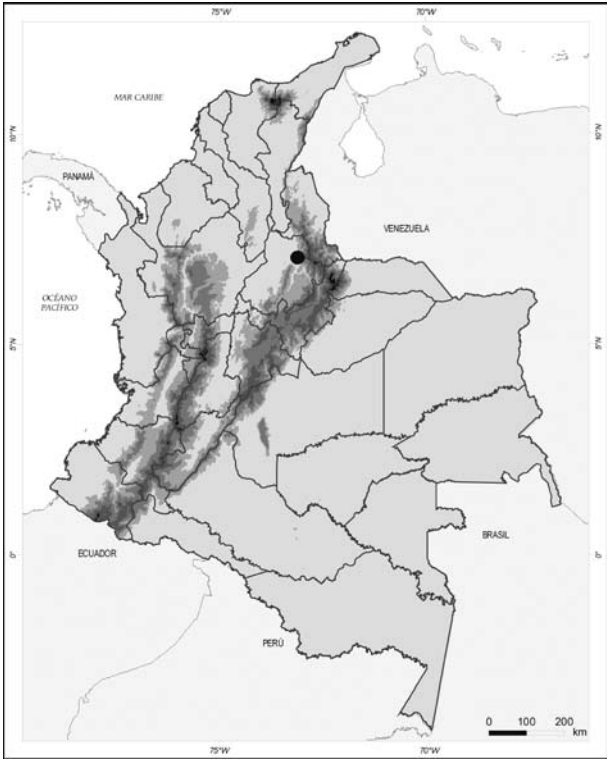 75°W 70°W
MAR CARIBE
10°N 10°N
PANAMÁ
VENEZUELA
OCÉANO
PACÍFICO
5°N 5°N
BRASIL
0° 0°
ECUADOR
PERÚ
0 100 200
km
75°W 70°W